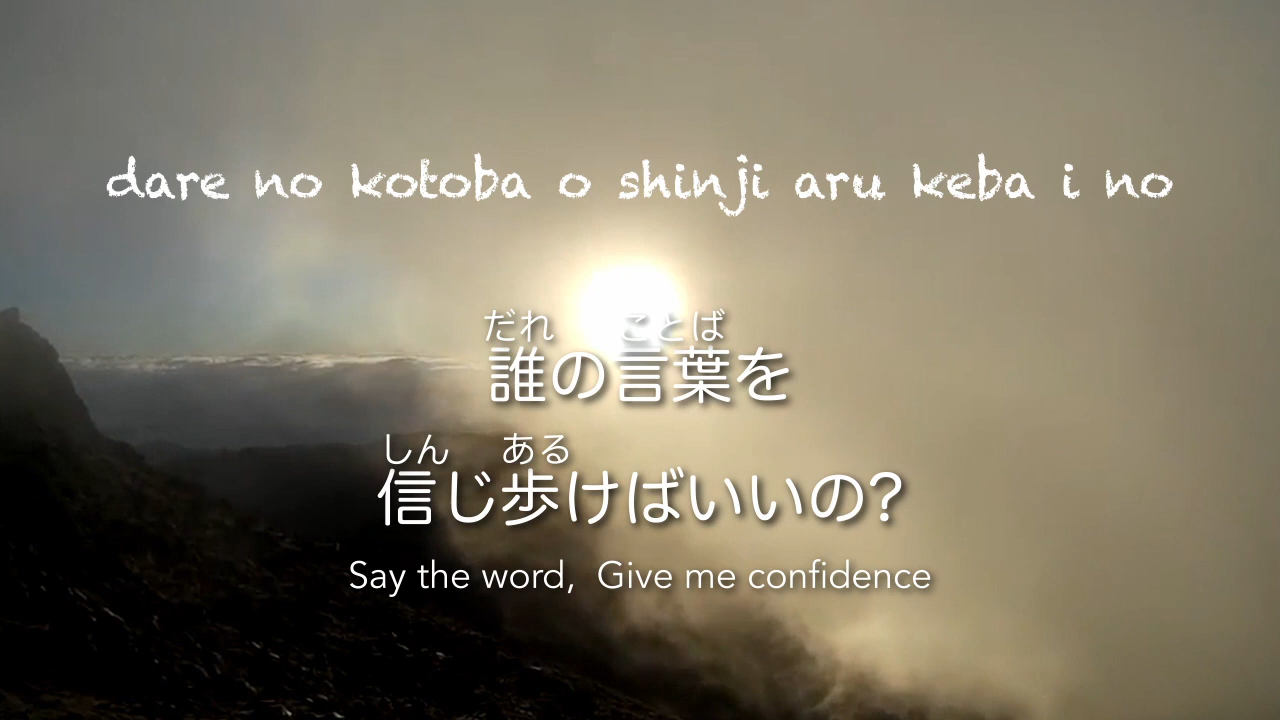 dare no kotoba o shinji aru keba i no
だれ ことば
誰の言葉を
しん ある
信じ歩けばいいの?
Say the word, Give me confidence